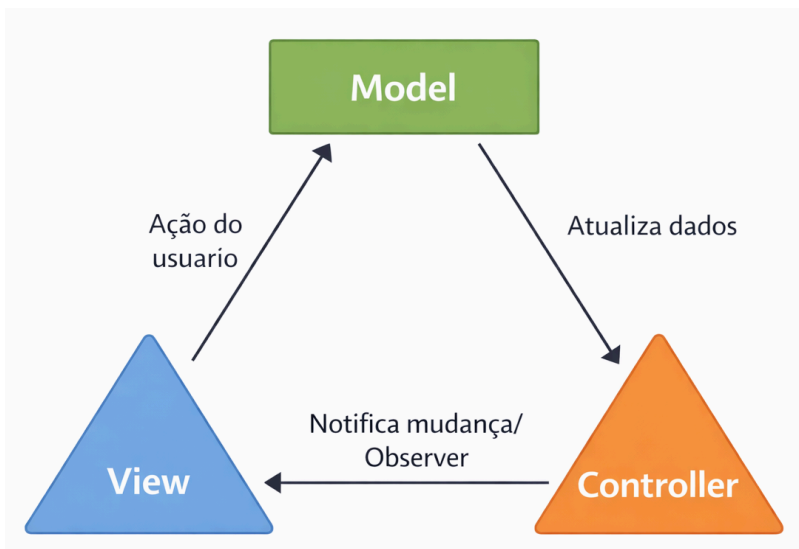 Model
Ação do
usuario
Atualiza dados
Notifica mudança/
Observer
View
Controller